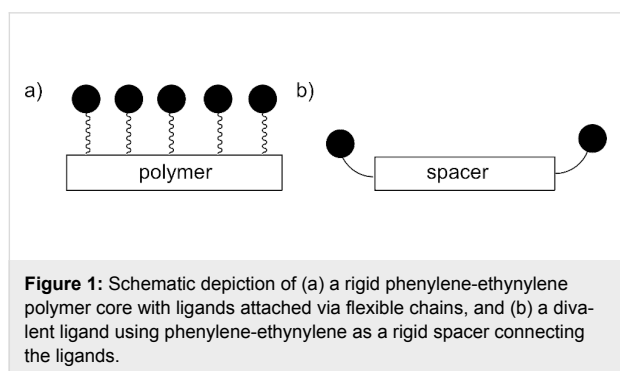 a)
b)
polymer
spacer
Figure 1: Schematic depiction of (a) a rigid phenylene-ethynylene
polymer core with ligands attached via flexible chains, and (b) a diva-
lent ligand using phenylene-ethynylene as a rigid spacer connecting
the ligands.